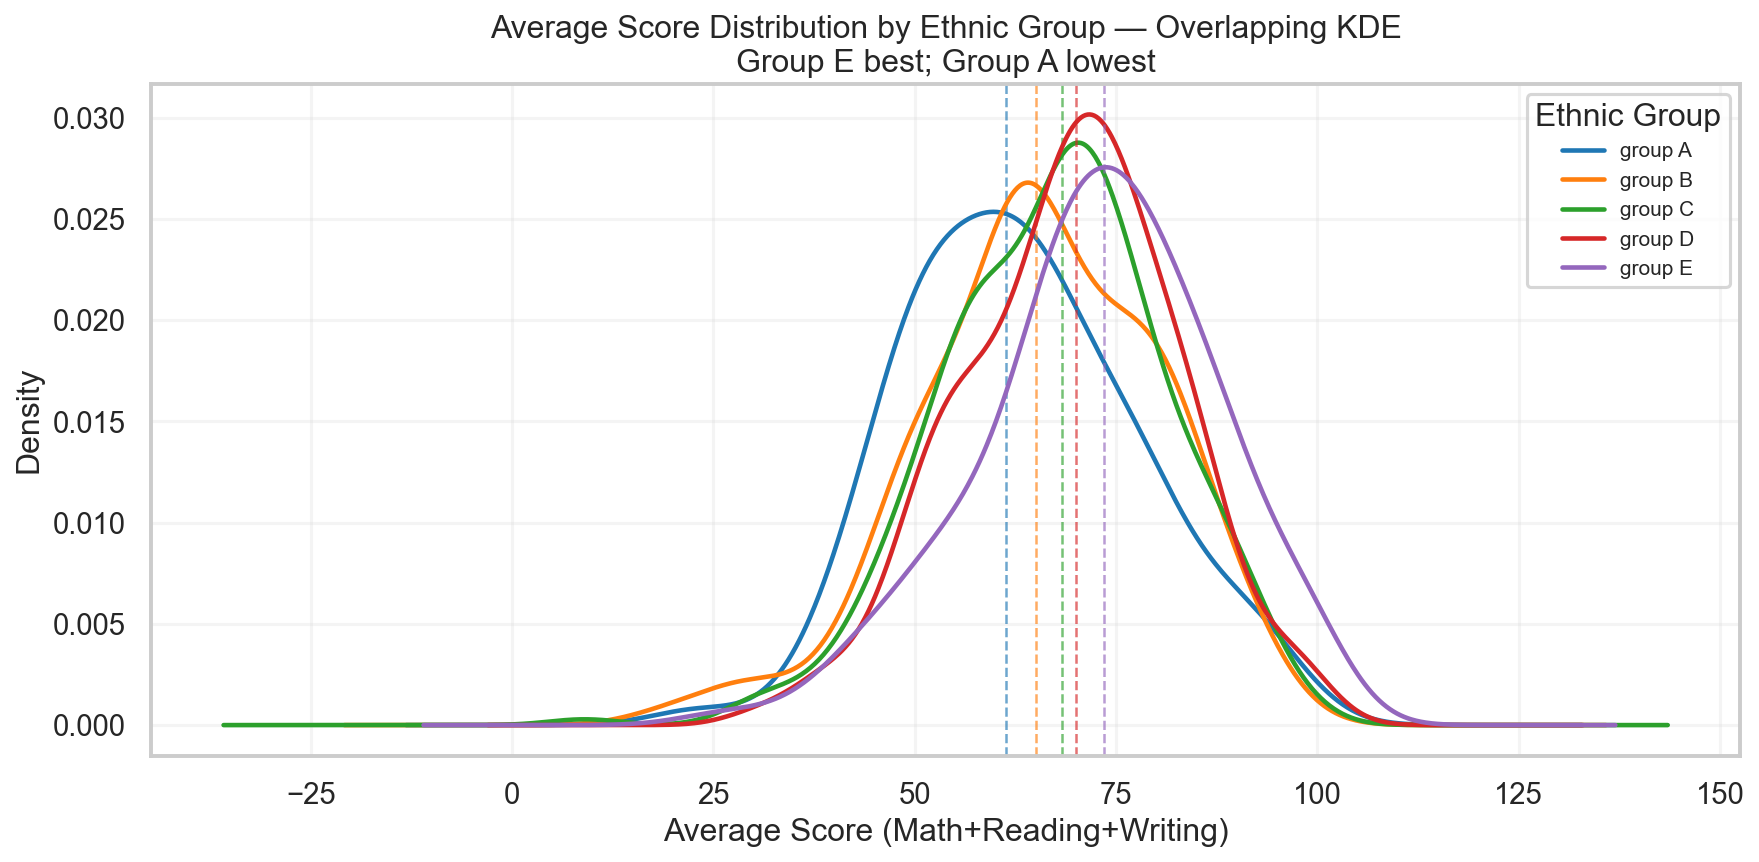 Average Score Distribution by Ethnic Group — Overlapping KDE
Group E best; Group A lowest
Ethnic Group
group A
group B
group C
group D
group E
Density
0.030
0.025
0.020
0.015
0.010
0.005
0.000
−25
0
25
50
75
100
125
150
Average Score (Math+Reading+Writing)